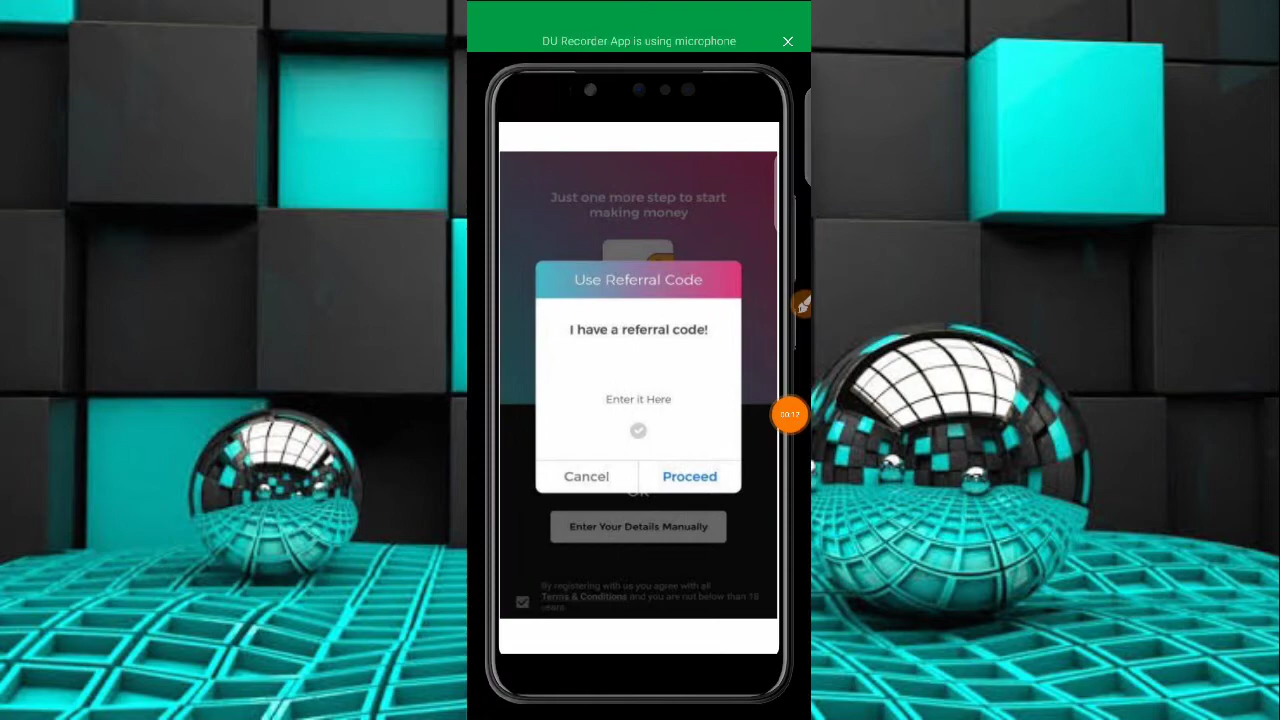 DU Recorder App is using microphone
Just one more step to start
making money
Use Referral Code
I have a referral code!
Enter it Here
Cancel
Proceed
OR
Enter Your Details Manually
By registering with us you agree with all
Terms & Conditions and you are not below than 18
years
00:17